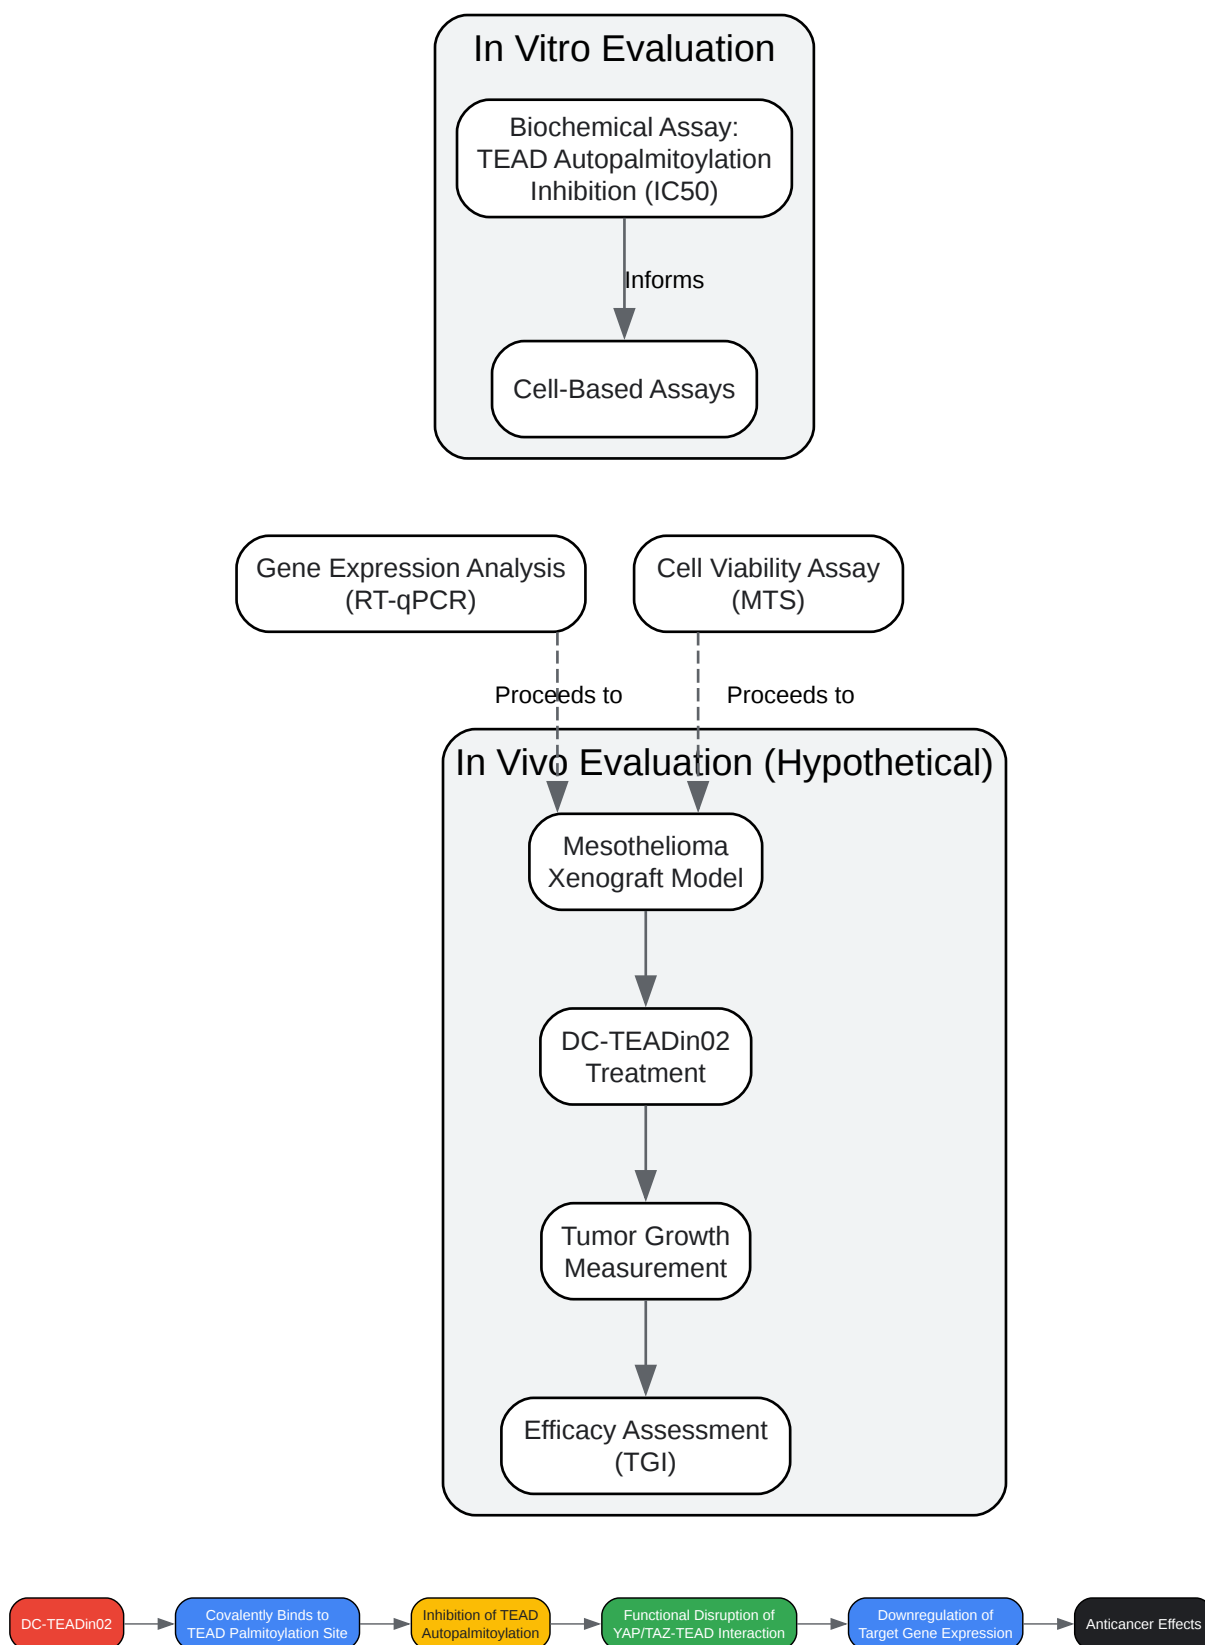 In Vitro Evaluation
Biochemical Assay:
TEAD Autopalmitoylation
Inhibition (IC50)
Informs
Cell-Based Assays
Gene Expression Analysis
(RT-qPCR)
Cell Viability Assay
(MTS)
Proceeds to
Proceeds to
In Vivo Evaluation (Hypothetical)
Mesothelioma
Xenograft Model
DC-TEADin02
Treatment
Tumor Growth
Measurement
Efficacy Assessment
(TGI)
DC-TEADin02
Covalently Binds to
TEAD Palmitoylation Site
Inhibition of TEAD
Autopalmitoylation
Functional Disruption of
YAP/TAZ-TEAD Interaction
Downregulation of
Target Gene Expression
Anticancer Effects